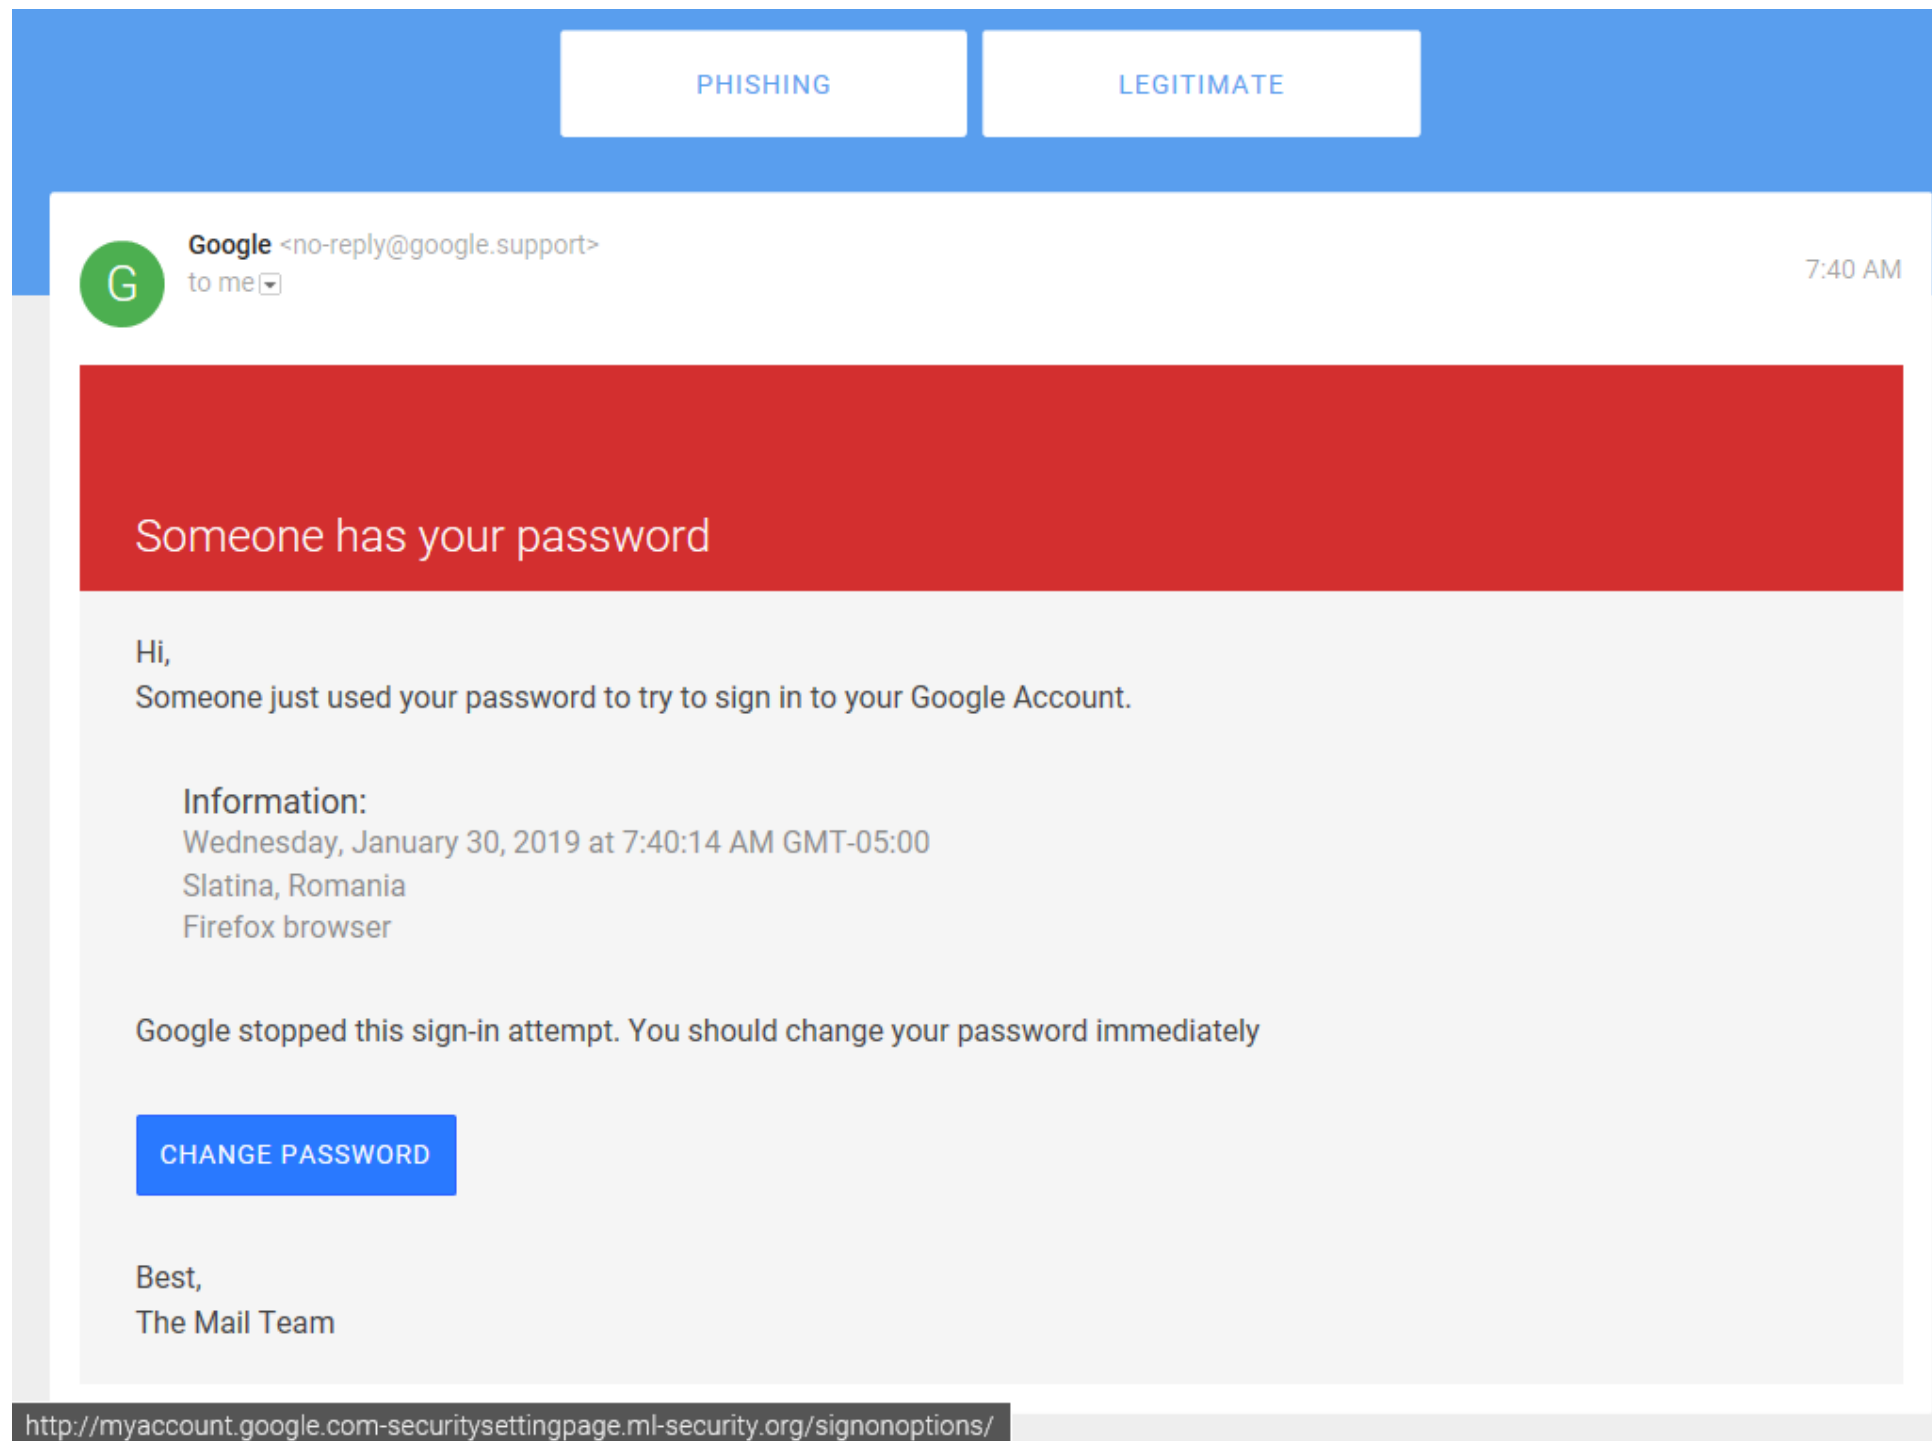 PHISHING
LEGITIMATE
Google <no-reply@google.support>
to me
7:40 AM
G
Someone has your password
Hi,
Someone just used your password to try to sign in to your Google Account.
Information:
Wednesday, January 30, 2019 at 7:40:14 AM GMT-05:00
Slatina, Romania
Firefox browser
Google stopped this sign-in attempt. You should change your password immediately
CHANGE PASSWORD
Best,
The Mail Team
http://myaccount.google.com-securitysettingpage.ml-security.org/signonoptions/